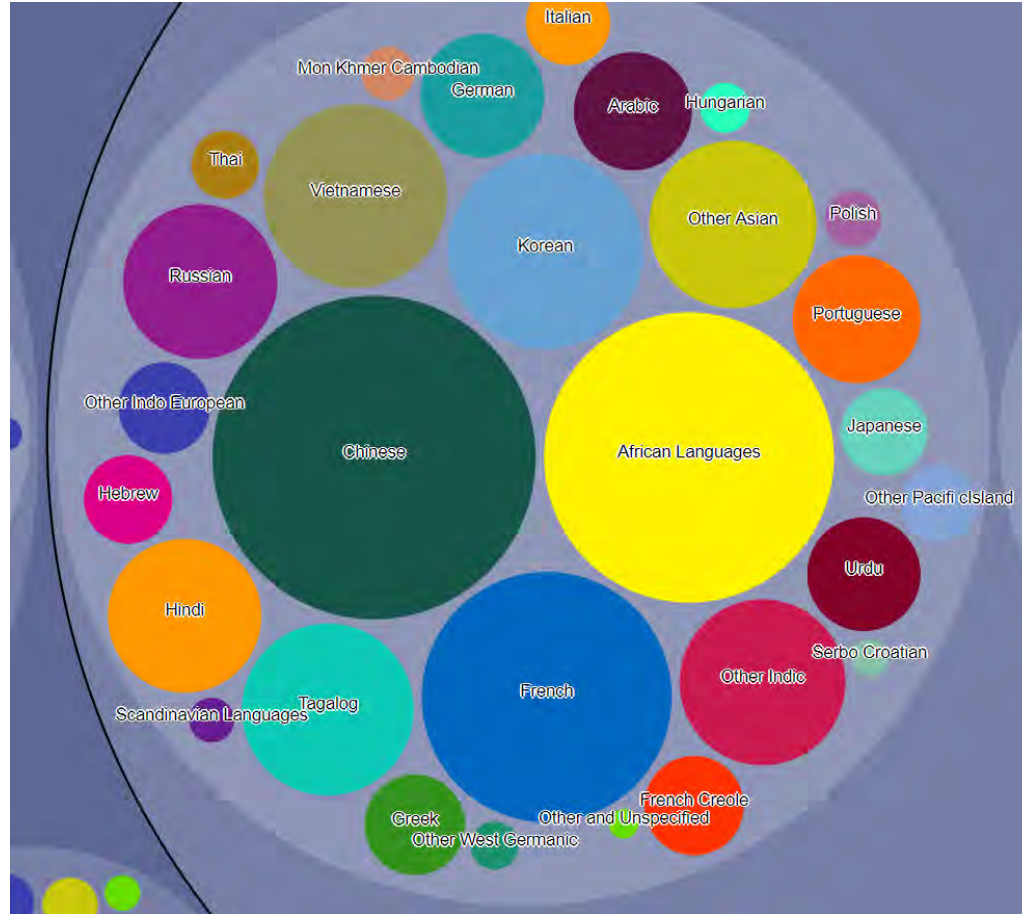 Italian
Mon Khmer Cambodian
German
Arabic
Hungarian
Thai
Vietnamese
Other Asian
Polish
Korean
Russian
Portuguese
Other Indo European
Japanese
Chinese
African Languages
Hebrew
Other Pacifi cIsland
Urdu
Hindi
Serbo Croatian
Other Indic
French
Tagalog
Scandinavian Languages
French Creole
Greek
Other and Unspecified
Other West Germanic